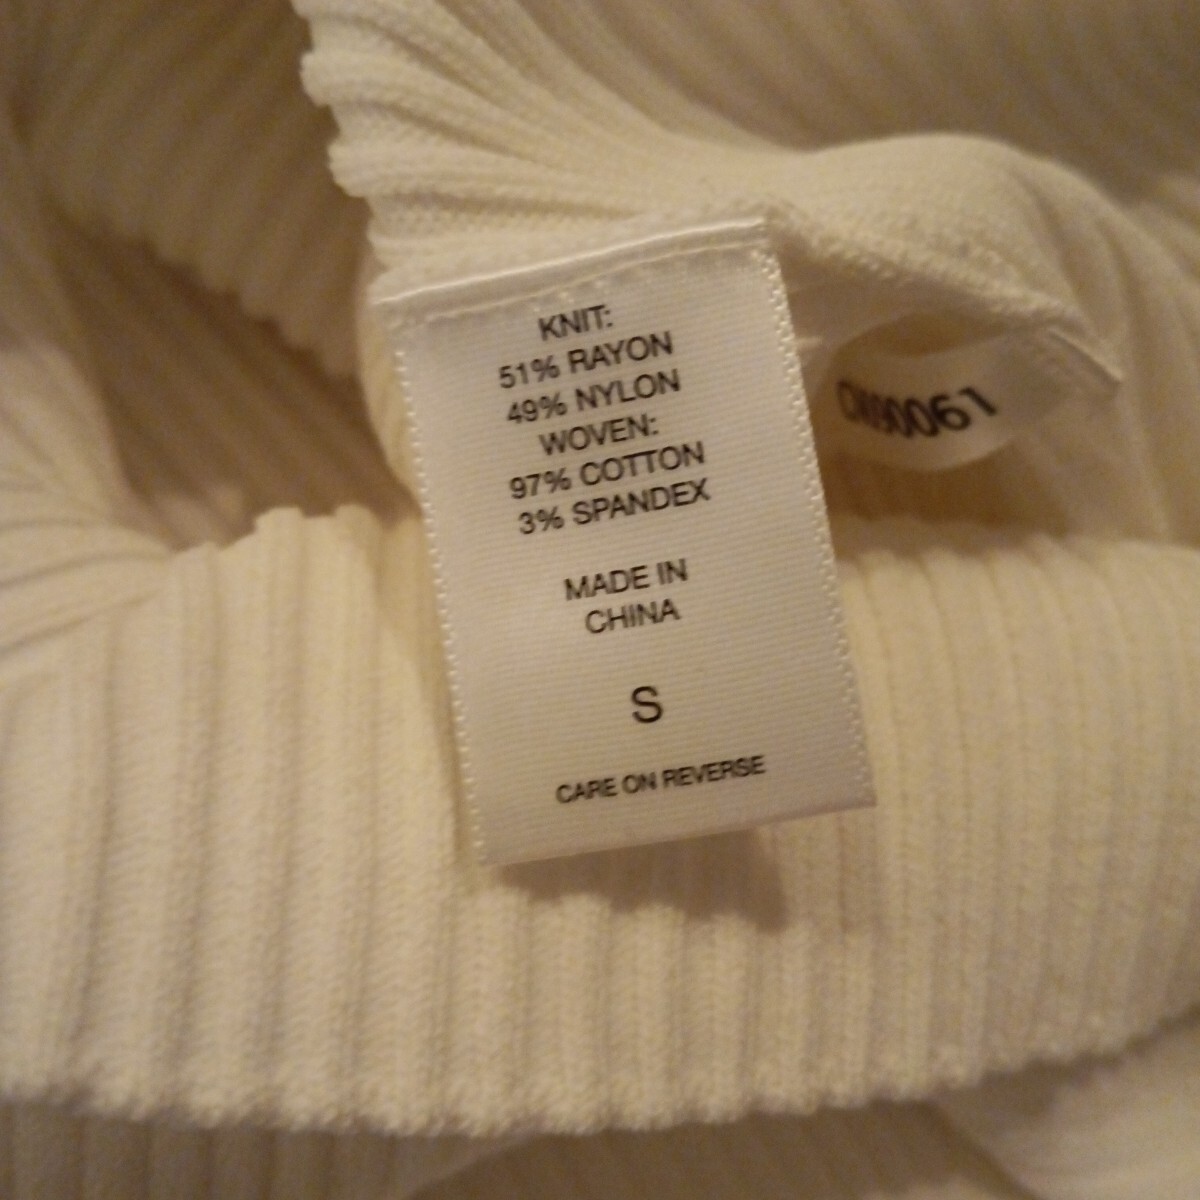 KNIT:
51% RAYON
49% NYLON
WOVEN:
97% COTTON
3% SPANDEX
MADE IN
CHINA
S
CARE ON REVERSE